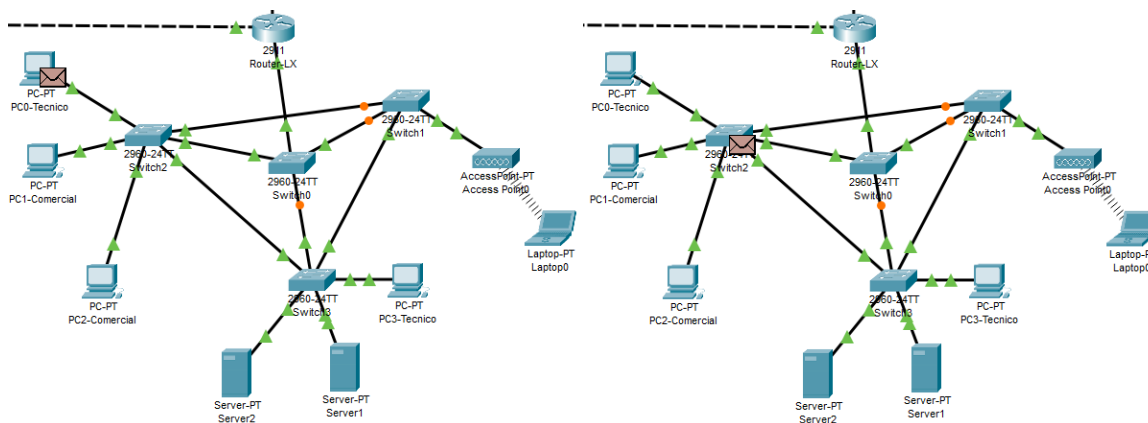 2911
Router-LX
PC-PT
PC0-Tecnico
2960-24TT
Switch1
2960-24TT
Switch2
AccessPoint-PT
Access Point0
PC-PT
PC1-Comercial
2960-24TT
Switch0
Laptop-PT
Laptop0
PC-PT
PC2-Comercial
2960-24TT
Switch3
PC-PT
PC3-Tecnico
Server-PT
Server2
Server-PT
Server1
2911
Router-LX
PC-PT
PC0-Tecnico
2960-24TT
Switch1
Switch2
AccessPoint-PT
Access Point0
PC-PT
PC1-Comercial
2960-24TT
Switch0
Laptop-PT
Laptop0
PC-PT
PC2-Comercial
2960-24TT
Switch3
PC-PT
PC3-Tecnico
Server-PT
Server2
Server-PT
Server1